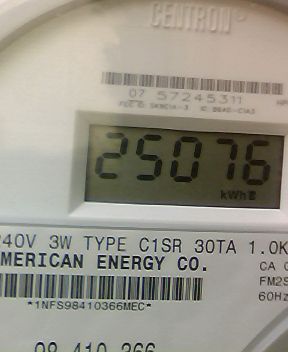 CENTRON®
07 57245311
25076
kWh
240V 3W TYPE C1SR 30TA 1.0K
AMERICAN ENERGY CO.
CA
FM2S
60Hz
*1NFS98410366MEC*
98 410 366